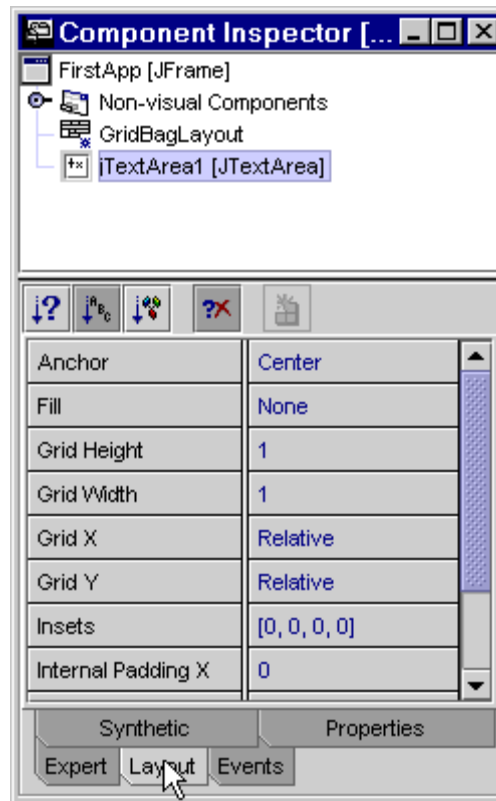 Component Inspector [...
FirstApp [JFrame]
Non-visual Components
GridBagLayout
jTextArea1 [JTextArea]
Anchor Center
Fill None
Grid Height 1
Grid Width 1
Grid X Relative
Grid Y Relative
Insets [0, 0, 0, 0]
Internal Padding X 0
Synthetic Properties
Expert Layout Events